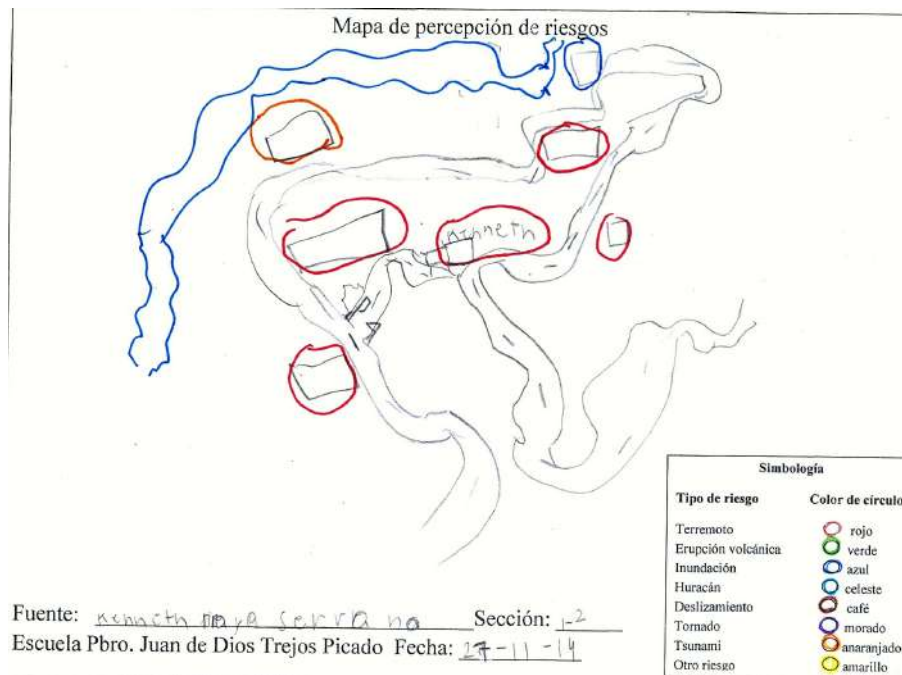 Mapa de percepción de riesgos
Kenneth
Simbología
Tipo de riesgo Color de círculo
Terremoto rojo
Erupción volcánica verde
Inundación azul
Huracán celeste
Deslizamiento café
Tornado morado
Tsunami anaranjado
Otro riesgo amarillo
Fuente: Kenneth serrano Sección: 1-2
Escuela Pbro. Juan de Dios Trejos Picado Fecha: 27-11-14